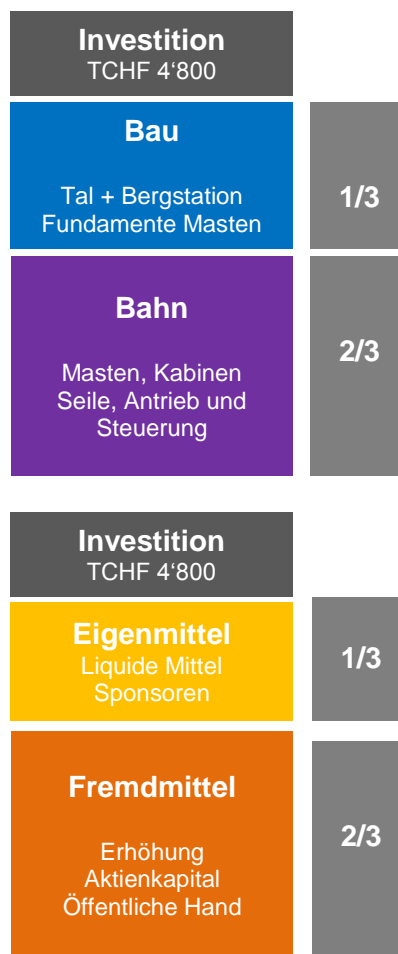 Investition
TCHF 4‘800
Bau
Tal + Bergstation
Fundamente Masten
1/3
Bahn
Masten, Kabinen
Seile, Antrieb und
Steuerung
2/3
Investition
TCHF 4‘800
Eigenmittel
Liquide Mittel
Sponsoren
1/3
Fremdmittel
Erhöhung
Aktienkapital
Öffentliche Hand
2/3